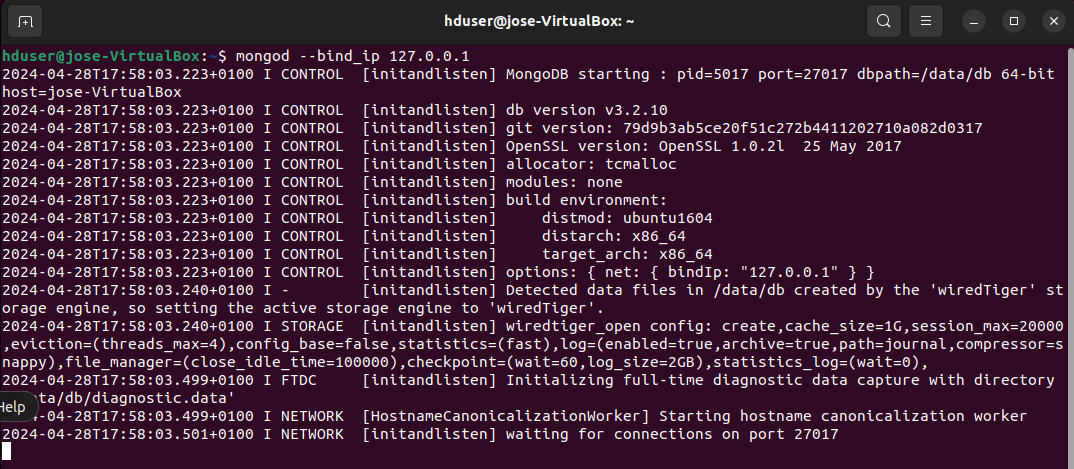 hduser@jose-VirtualBox: ~
hduser@jose-VirtualBox:~$ mongod --bind_ip 127.0.0.1
2024-04-28T17:58:03.223+0100 I CONTROL  [initandlisten] MongoDB starting : pid=5017 port=27017 dbpath=/data/db 64-bit
host=jose-VirtualBox
2024-04-28T17:58:03.223+0100 I CONTROL  [initandlisten] db version v3.2.10
2024-04-28T17:58:03.223+0100 I CONTROL  [initandlisten] git version: 79d9b3ab5ce20f51c272b4411202710a082d0317
2024-04-28T17:58:03.223+0100 I CONTROL  [initandlisten] OpenSSL version: OpenSSL 1.0.2l  25 May 2017
2024-04-28T17:58:03.223+0100 I CONTROL  [initandlisten] allocator: tcmalloc
2024-04-28T17:58:03.223+0100 I CONTROL  [initandlisten] modules: none
2024-04-28T17:58:03.223+0100 I CONTROL  [initandlisten] build environment:
2024-04-28T17:58:03.223+0100 I CONTROL  [initandlisten]     distmod: ubuntu1604
2024-04-28T17:58:03.223+0100 I CONTROL  [initandlisten]     distarch: x86_64
2024-04-28T17:58:03.223+0100 I CONTROL  [initandlisten]     target_arch: x86_64
2024-04-28T17:58:03.223+0100 I CONTROL  [initandlisten] options: { net: { bindIp: "127.0.0.1" } }
2024-04-28T17:58:03.240+0100 I -        [initandlisten] Detected data files in /data/db created by the 'wiredTiger' st
orage engine, so setting the active storage engine to 'wiredTiger'.
2024-04-28T17:58:03.240+0100 I STORAGE  [initandlisten] wiredtiger_open config: create,cache_size=1G,session_max=20000
,eviction=(threads_max=4),config_base=false,statistics=(fast),log=(enabled=true,archive=true,path=journal,compressor=s
nappy),file_manager=(close_idle_time=100000),checkpoint=(wait=60,log_size=2GB),statistics_log=(wait=0),
2024-04-28T17:58:03.499+0100 I FTDC     [initandlisten] Initializing full-time diagnostic data capture with directory
ata/db/diagnostic.data'
Help
4-28T17:58:03.499+0100 I NETWORK  [HostnameCanonicalizationWorker] Starting hostname canonicalization worker
2024-04-28T17:58:03.501+0100 I NETWORK  [initandlisten] waiting for connections on port 27017